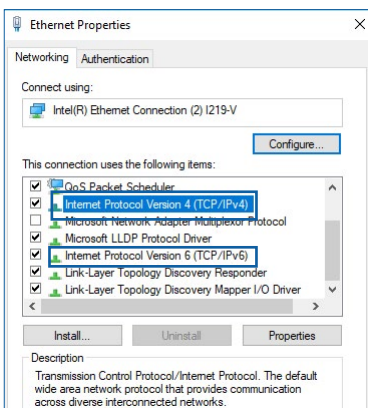 Ethernet Properties
Networking Authentication
Connect using:
Intel(R) Ethernet Connection (2) I219-V
Configure...
This connection uses the following items:
QoS Packet Scheduler
Internet Protocol Version 4 (TCP/IPv4)
Microsoft Network Adapter Multiplexor Protocol
Microsoft LLDP Protocol Driver
Internet Protocol Version 6 (TCP/IPv6)
Link-Layer Topology Discovery Responder
Link-Layer Topology Discovery Mapper I/O Driver
Install... Uninstall Properties
Description
Transmission Control Protocol/Internet Protocol. The default
wide area network protocol that provides communication
across diverse interconnected networks.